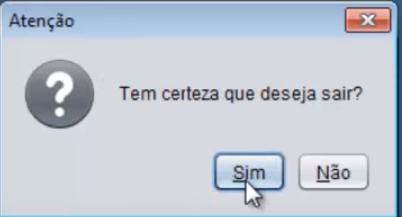 Atenção
Tem certeza que deseja sair?
Sim
Não